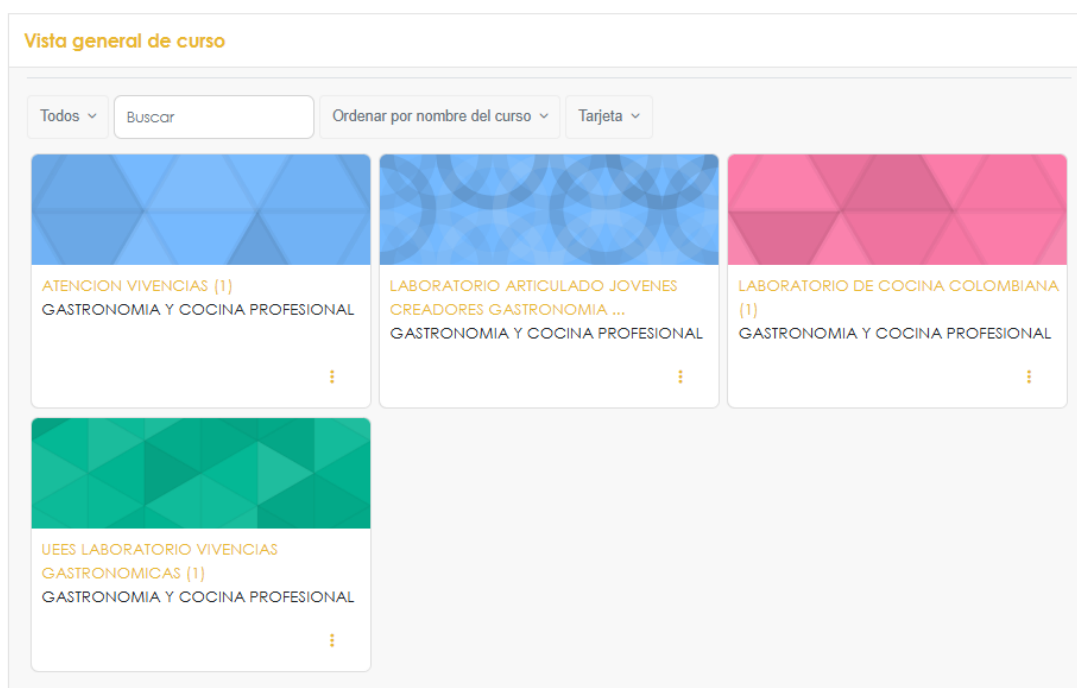 Vista general de curso
Todos
Buscar
Ordenar por nombre del curso
Tarjeta
ATENCION VIVENCIAS (1)
GASTRONOMIA Y COCINA PROFESIONAL
LABORATORIO ARTICULADO JOVENES
CREADORES GASTRONOMIA ...
GASTRONOMIA Y COCINA PROFESIONAL
LABORATORIO DE COCINA COLOMBIANA
(1)
GASTRONOMIA Y COCINA PROFESIONAL
UEES LABORATORIO VIVENCIAS
GASTRONOMICAS (1)
GASTRONOMIA Y COCINA PROFESIONAL